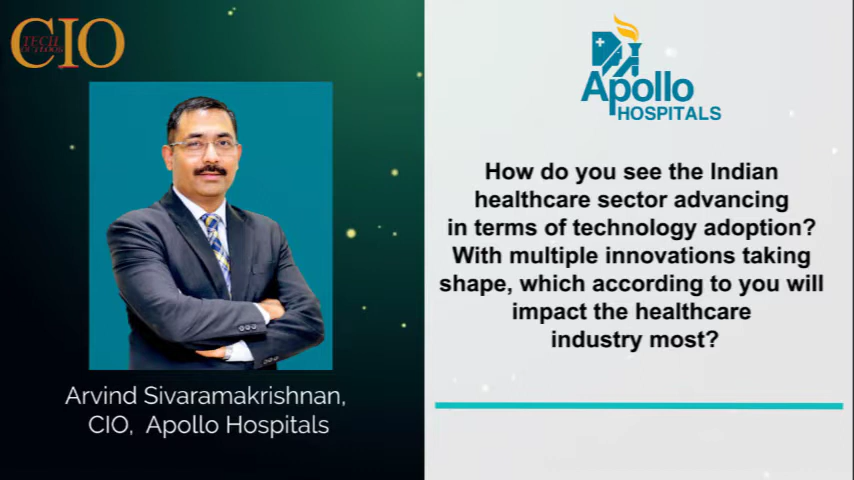 CIO
TECH
OUTLOOK
Arvind Sivaramakrishnan,
CIO, Apollo Hospitals
Apollo
HOSPITALS
How do you see the Indian
healthcare sector advancing
in terms of technology adoption?
With multiple innovations taking
shape, which according to you will
impact the healthcare
industry most?